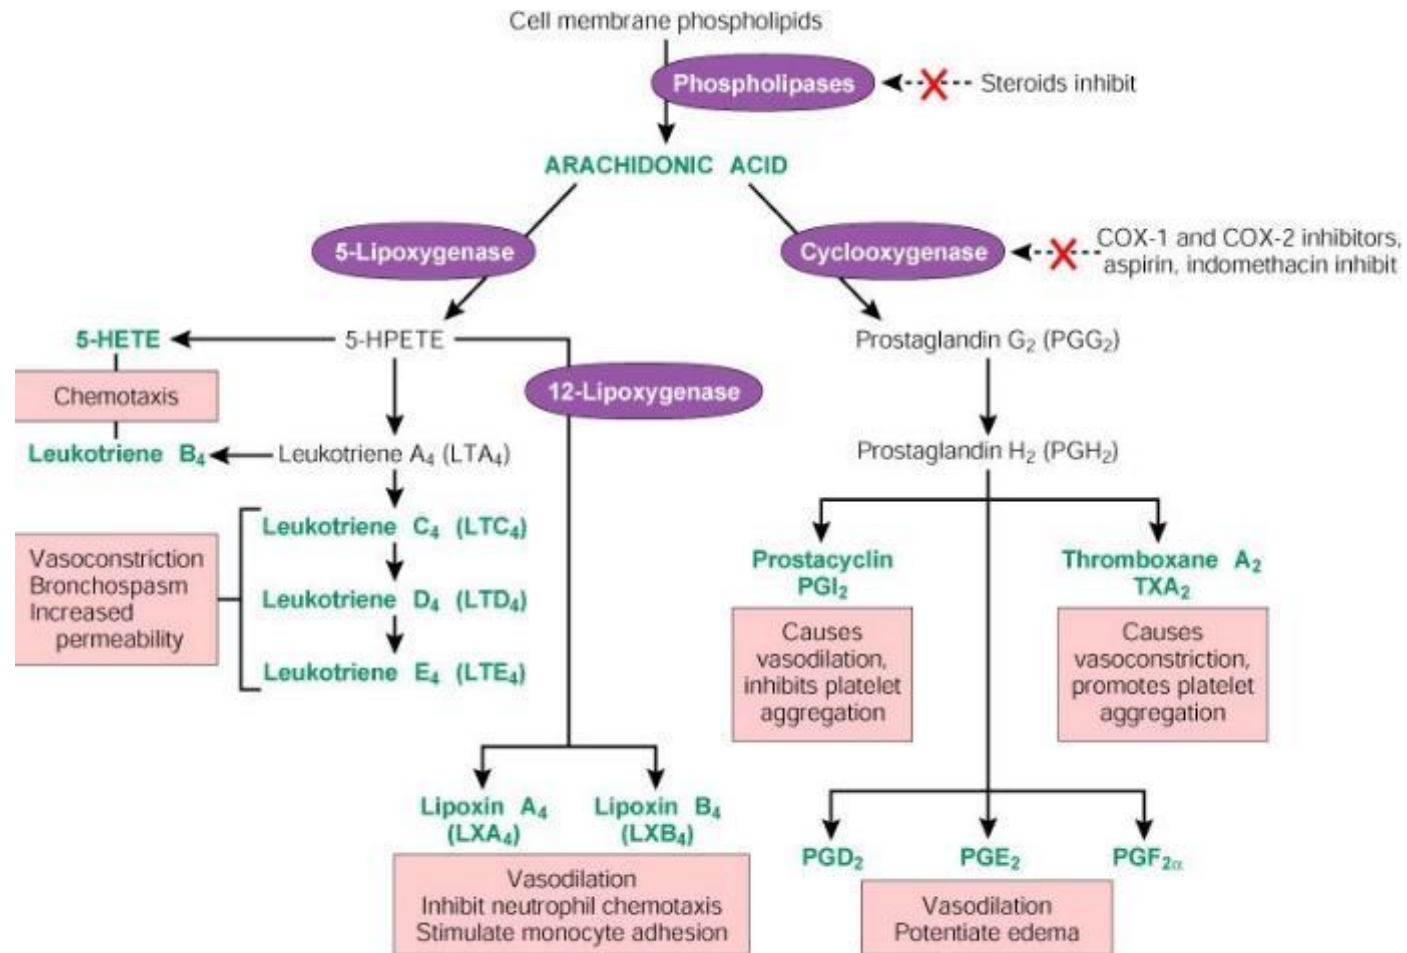 Cell membrane phospholipids
Phospholipases
Steroids inhibit
ARACHIDONIC ACID
5-Lipoxygenase
Cyclooxygenase
COX-1 and COX-2 inhibitors,
aspirin, indomethacin inhibit
5-HETE
5-HPETE
Prostaglandin G₂ (PGG₂)
Chemotaxis
12-Lipoxygenase
Leukotriene B₄
Leukotriene A₄ (LTA₄)
Prostaglandin H₂ (PGH₂)
Leukotriene C₄ (LTC₄)
Vasoconstriction
Bronchospasm
Increased
permeability
Leukotriene D₄ (LTD₄)
Leukotriene E₄ (LTE₄)
Prostacyclin
PGI₂
Causes
vasodilation,
inhibits platelet
aggregation
Thromboxane A₂
TXA₂
Causes
vasoconstriction,
promotes platelet
aggregation
Lipoxin A₄
(LXA₄)
Lipoxin B₄
(LXB₄)
Vasodilation
Inhibit neutrophil chemotaxis
Stimulate monocyte adhesion
PGD₂
PGE₂
PGF₂α
Vasodilation
Potentiate edema